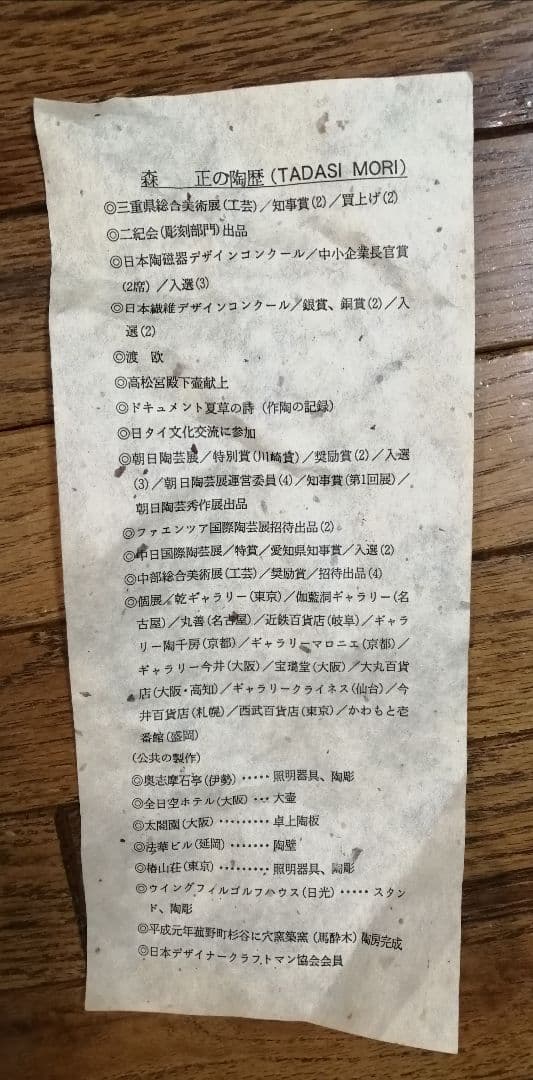 森　正の陶歴(TADASI MORI)
◎三重県総合美術展(工芸)／知事賞(2)／買上げ(2)
◎二紀会(彫刻部門)出品
◎日本陶磁器デザインコンクール／中小企業長官賞
(2席)／入選(3)
◎日本繊維デザインコンクール／銀賞、銅賞(2)／入
選(2)
◎渡　欧
◎高松宮殿下壷献上
◎ドキュメント夏草の詩(作陶の記録)
◎日タイ文化交流に参加
◎朝日陶芸展／特別賞(川崎賞)／奨励賞(2)／入選
(3)／朝日陶芸展運営委員(4)／知事賞(第1回展)／
朝日陶芸秀作展出品
◎ファエンツア国際陶芸展招待出品(2)
◎中日国際陶芸展／特賞／愛知県知事賞／入選(2)
◎中部総合美術展(工芸)／奨励賞／招待出品(4)
◎個展／乾ギャラリー(東京)／伽藍洞ギャラリー(名
古屋)／丸善(名古屋)／近鉄百貨店(岐阜)／ギャラ
リー陶千房(京都)／ギャラリーマロニエ(京都)／
ギャラリー今井(大阪)／宝瓏堂(大阪)／大丸百貨
店(大阪・高知)／ギャラリークライネス(仙台)／今
井百貨店(札幌)／西武百貨店(東京)／かわもと壱
番館(盛岡)
(公共の製作)
◎奥志摩石亭(伊勢)‥‥‥照明器具、陶彫
◎全日空ホテル(大阪)‥‥大壷
◎太閤園(大阪)‥‥‥‥‥卓上陶板
◎法華ビル(延岡)‥‥‥‥陶壁
◎椿山荘(東京)‥‥‥‥‥照明器具、陶彫
◎ウイングフィルゴルフハウス(日光)‥‥‥スタン
ド、陶彫
◎平成元年菰野町杉谷に穴窯築窯(馬酔木)陶房完成
◎日本デザイナークラフトマン協会会員